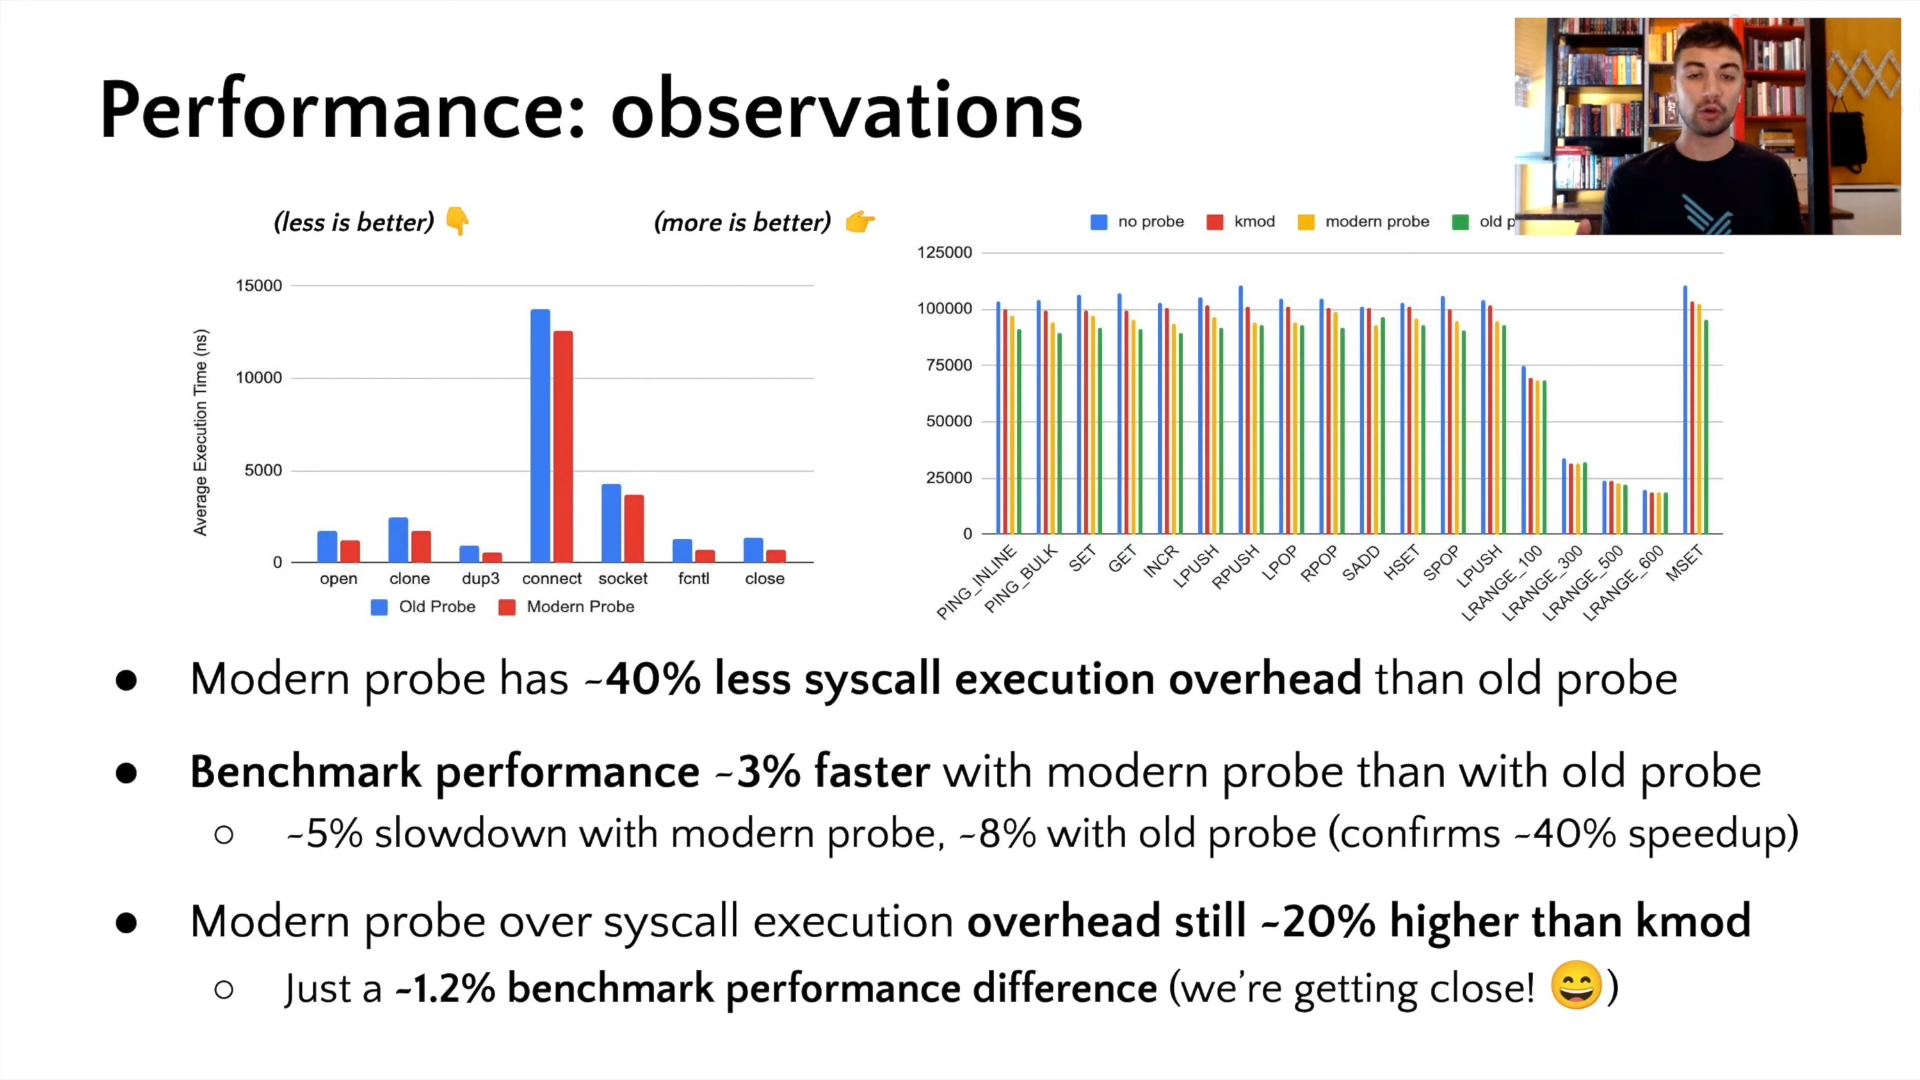 Performance: observations
(less is better) 👇
(more is better) 👉
Average Execution Time (ns)
15000
10000
5000
0
open clone dup3 connect socket fcntl close
Old Probe Modern Probe
no probe kmod modern probe old p
125000
100000
75000
50000
25000
0
PING_INLINE PING_BULK SET GET INCR LPUSH RPUSH LPOP RPOP SADD HSET SPOP LPUSH LRANGE_100 LRANGE_300 LRANGE_500 LRANGE_600 MSET
● Modern probe has ~40% less syscall execution overhead than old probe
● Benchmark performance ~3% faster with modern probe than with old probe
○ ~5% slowdown with modern probe, ~8% with old probe (confirms ~40% speedup)
● Modern probe over syscall execution overhead still ~20% higher than kmod
○ Just a ~1.2% benchmark performance difference (we’re getting close! 😄)